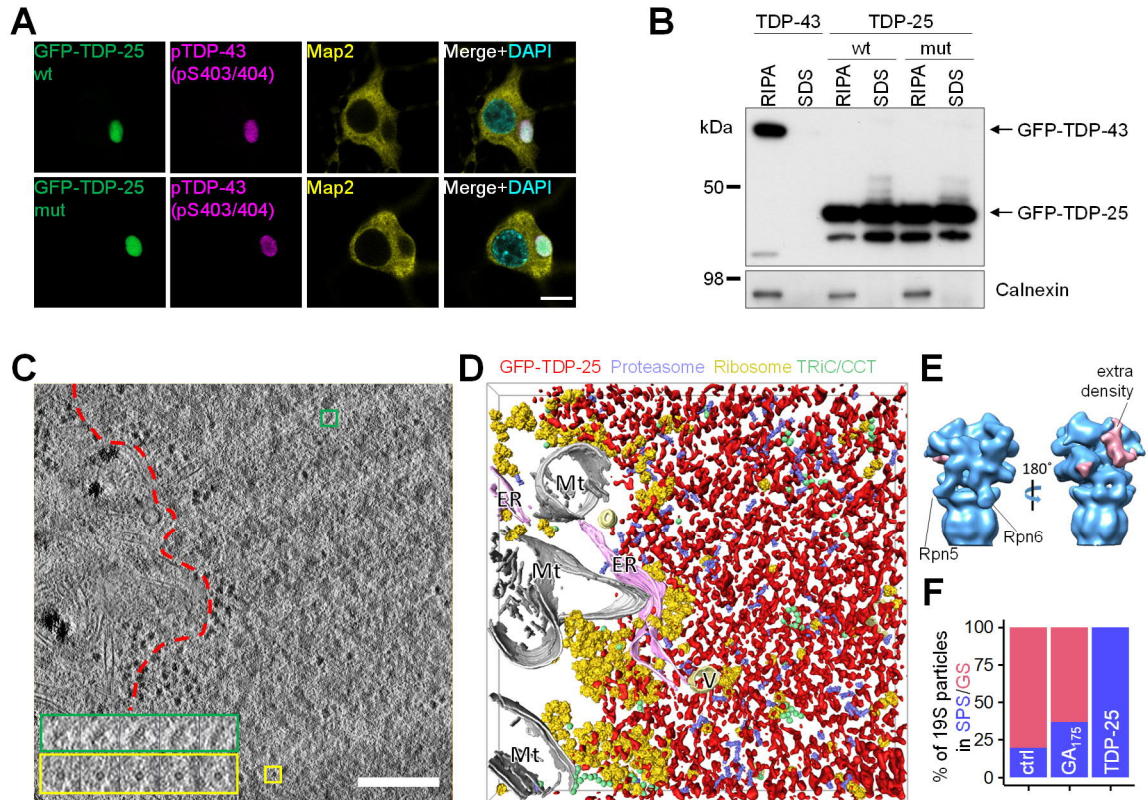 A
GFP-TDP-25
wt
pTDP-43
(pS403/404)
Map2
Merge+DAPI
GFP-TDP-25
mut
pTDP-43
(pS403/404)
Map2
Merge+DAPI
B
TDP-43
TDP-25
wt
mut
RIPA
SDS
RIPA
SDS
RIPA
SDS
kDa
50
98
GFP-TDP-43
GFP-TDP-25
Calnexin
C
D
GFP-TDP-25 Proteasome Ribosome TRiC/CCT
ER
Mt
Mt
ER
V
Mt
E
extra
density
180°
Rpn5
Rpn6
F
% of 19S particles
in SPS/GS
100
75
50
25
0
ctrl
GA175
TDP-25